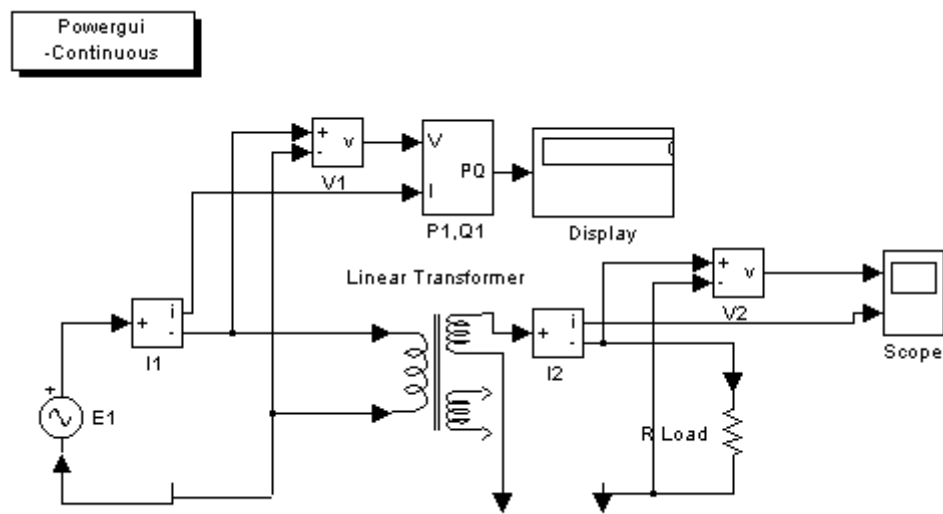 Powergui
-Continuous
+
-
v
V1
V
I
PQ
P1,Q1
Display
Linear Transformer
+
-
v
V2
Scope
+
i
-
I1
+
i
-
I2
+
E1
R Load